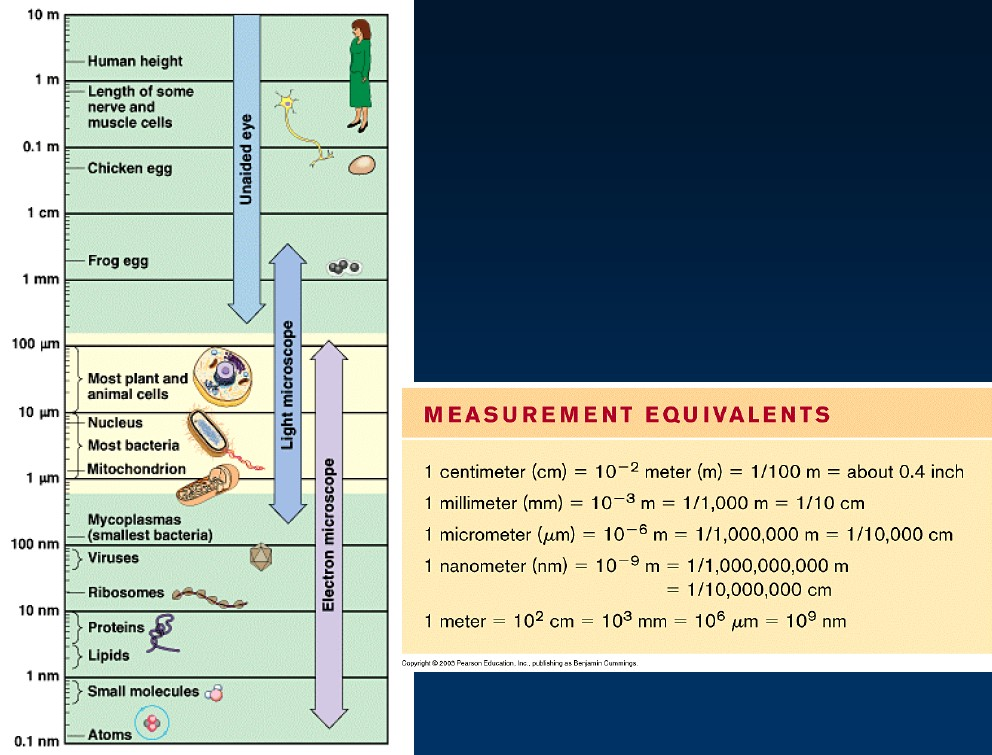 10 m
Human height
1 m
Length of some
nerve and
muscle cells
0.1 m
Chicken egg
1 cm
Frog egg
1 mm
100 µm
Most plant and
animal cells
10 µm
Nucleus
Most bacteria
Mitochondrion
1 µm
Mycoplasmas
(smallest bacteria)
100 nm
Viruses
Ribosomes
10 nm
Proteins
Lipids
1 nm
Small molecules
Atoms
0.1 nm
Unaided eye
Light microscope
Electron microscope
MEASUREMENT EQUIVALENTS
1 centimeter (cm) = 10⁻² meter (m) = 1/100 m = about 0.4 inch
1 millimeter (mm) = 10⁻³ m = 1/1,000 m = 1/10 cm
1 micrometer (µm) = 10⁻⁶ m = 1/1,000,000 m = 1/10,000 cm
1 nanometer (nm) = 10⁻⁹ m = 1/1,000,000,000 m
= 1/10,000,000 cm
1 meter = 10² cm = 10³ mm = 10⁶ µm = 10⁹ nm
Copyright © 2005 Pearson Education, Inc., publishing as Benjamin Cummings.